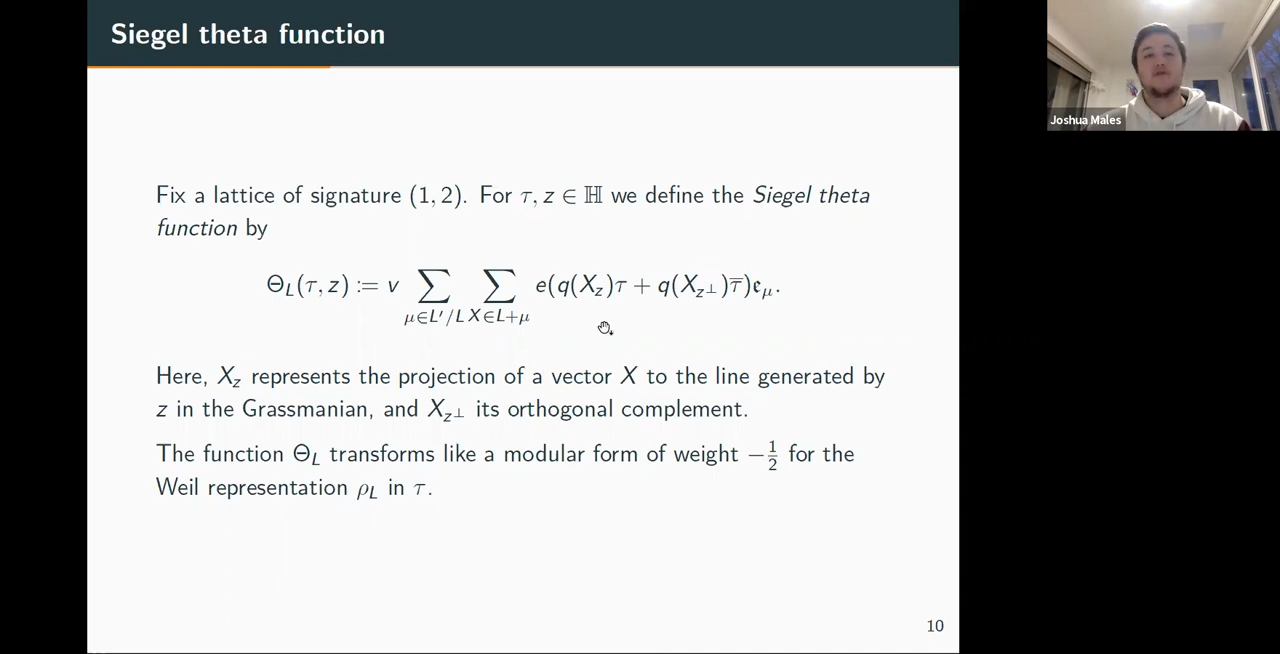 Siegel theta function
Joshua Males
Fix a lattice of signature (1, 2). For τ, z ∈ ℍ we define the Siegel theta
function by
Θ_L(τ, z) := v ∑_{μ∈L′/L} ∑_{X∈L+μ} e(q(X_z)τ + q(X_{z⊥})τ̅)𝔢_μ.
Here, X_z represents the projection of a vector X to the line generated by
z in the Grassmanian, and X_{z⊥} its orthogonal complement.
The function Θ_L transforms like a modular form of weight −1/2 for the
Weil representation ρ_L in τ.
10